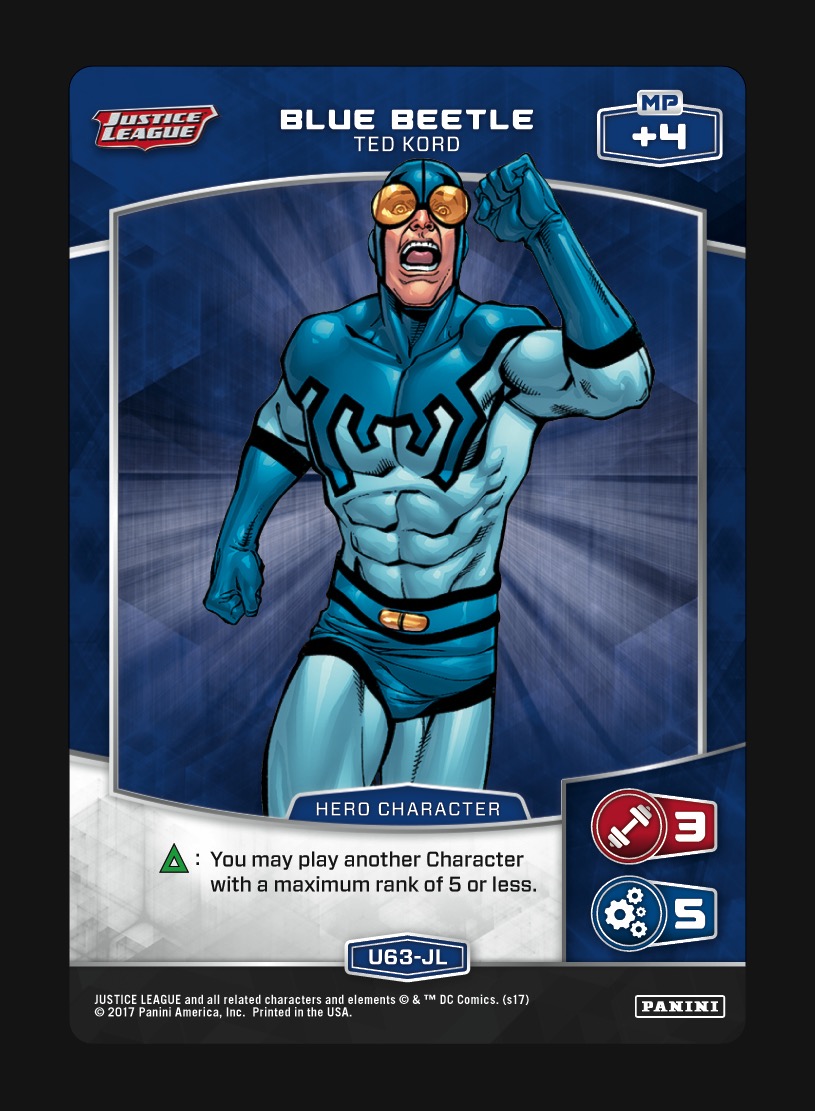 JUSTICE
LEAGUE
BLUE BEETLE
TED KORD
MP
+4
HERO CHARACTER
: You may play another Character
with a maximum rank of 5 or less.
3
5
U63-JL
JUSTICE LEAGUE and all related characters and elements © & ™ DC Comics. (s17)
© 2017 Panini America, Inc. Printed in the USA.
PANINI